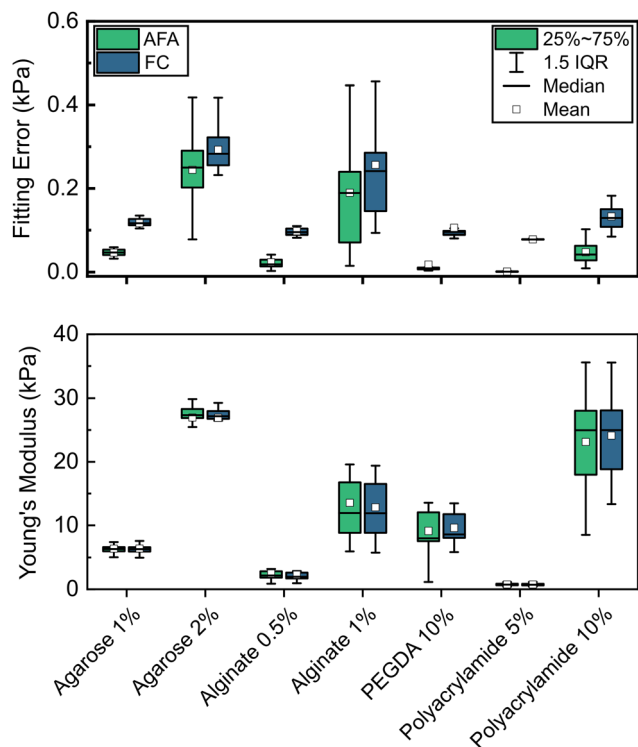 0.6
AFA
FC
25%~75%
1.5 IQR
Median
Mean
0.4
0.2
0.0
Fitting Error (kPa)
40
30
20
10
0
Young's Modulus (kPa)
Agarose 1%
Agarose 2%
Alginate 0.5%
Alginate 1%
PEGDA 10%
Polyacrylamide 5%
Polyacrylamide 10%